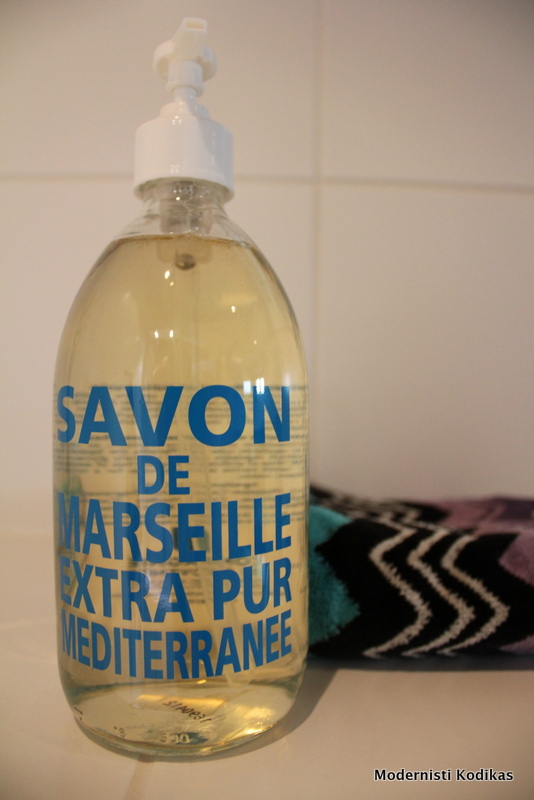 SAVON
DE
MARSEILLE
EXTRA PUR
MEDITERRANEE
Modernisti Kodikas